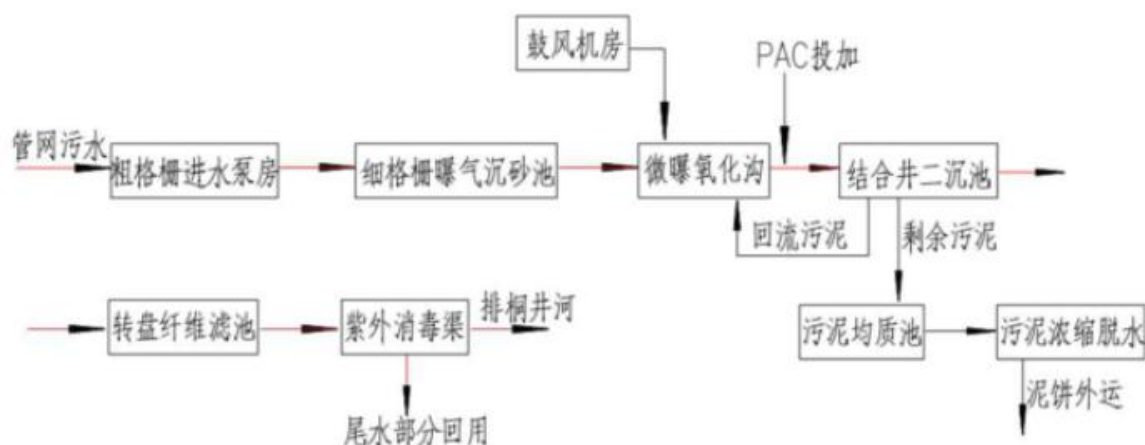 鼓风机房
PAC投加
管网污水
粗格栅进水泵房
细格栅曝气沉砂池
微曝氧化沟
结合井二沉池
回流污泥
剩余污泥
转盘纤维滤池
紫外消毒渠
排桐井河
污泥均质池
污泥浓缩脱水
尾水部分回用
泥饼外运